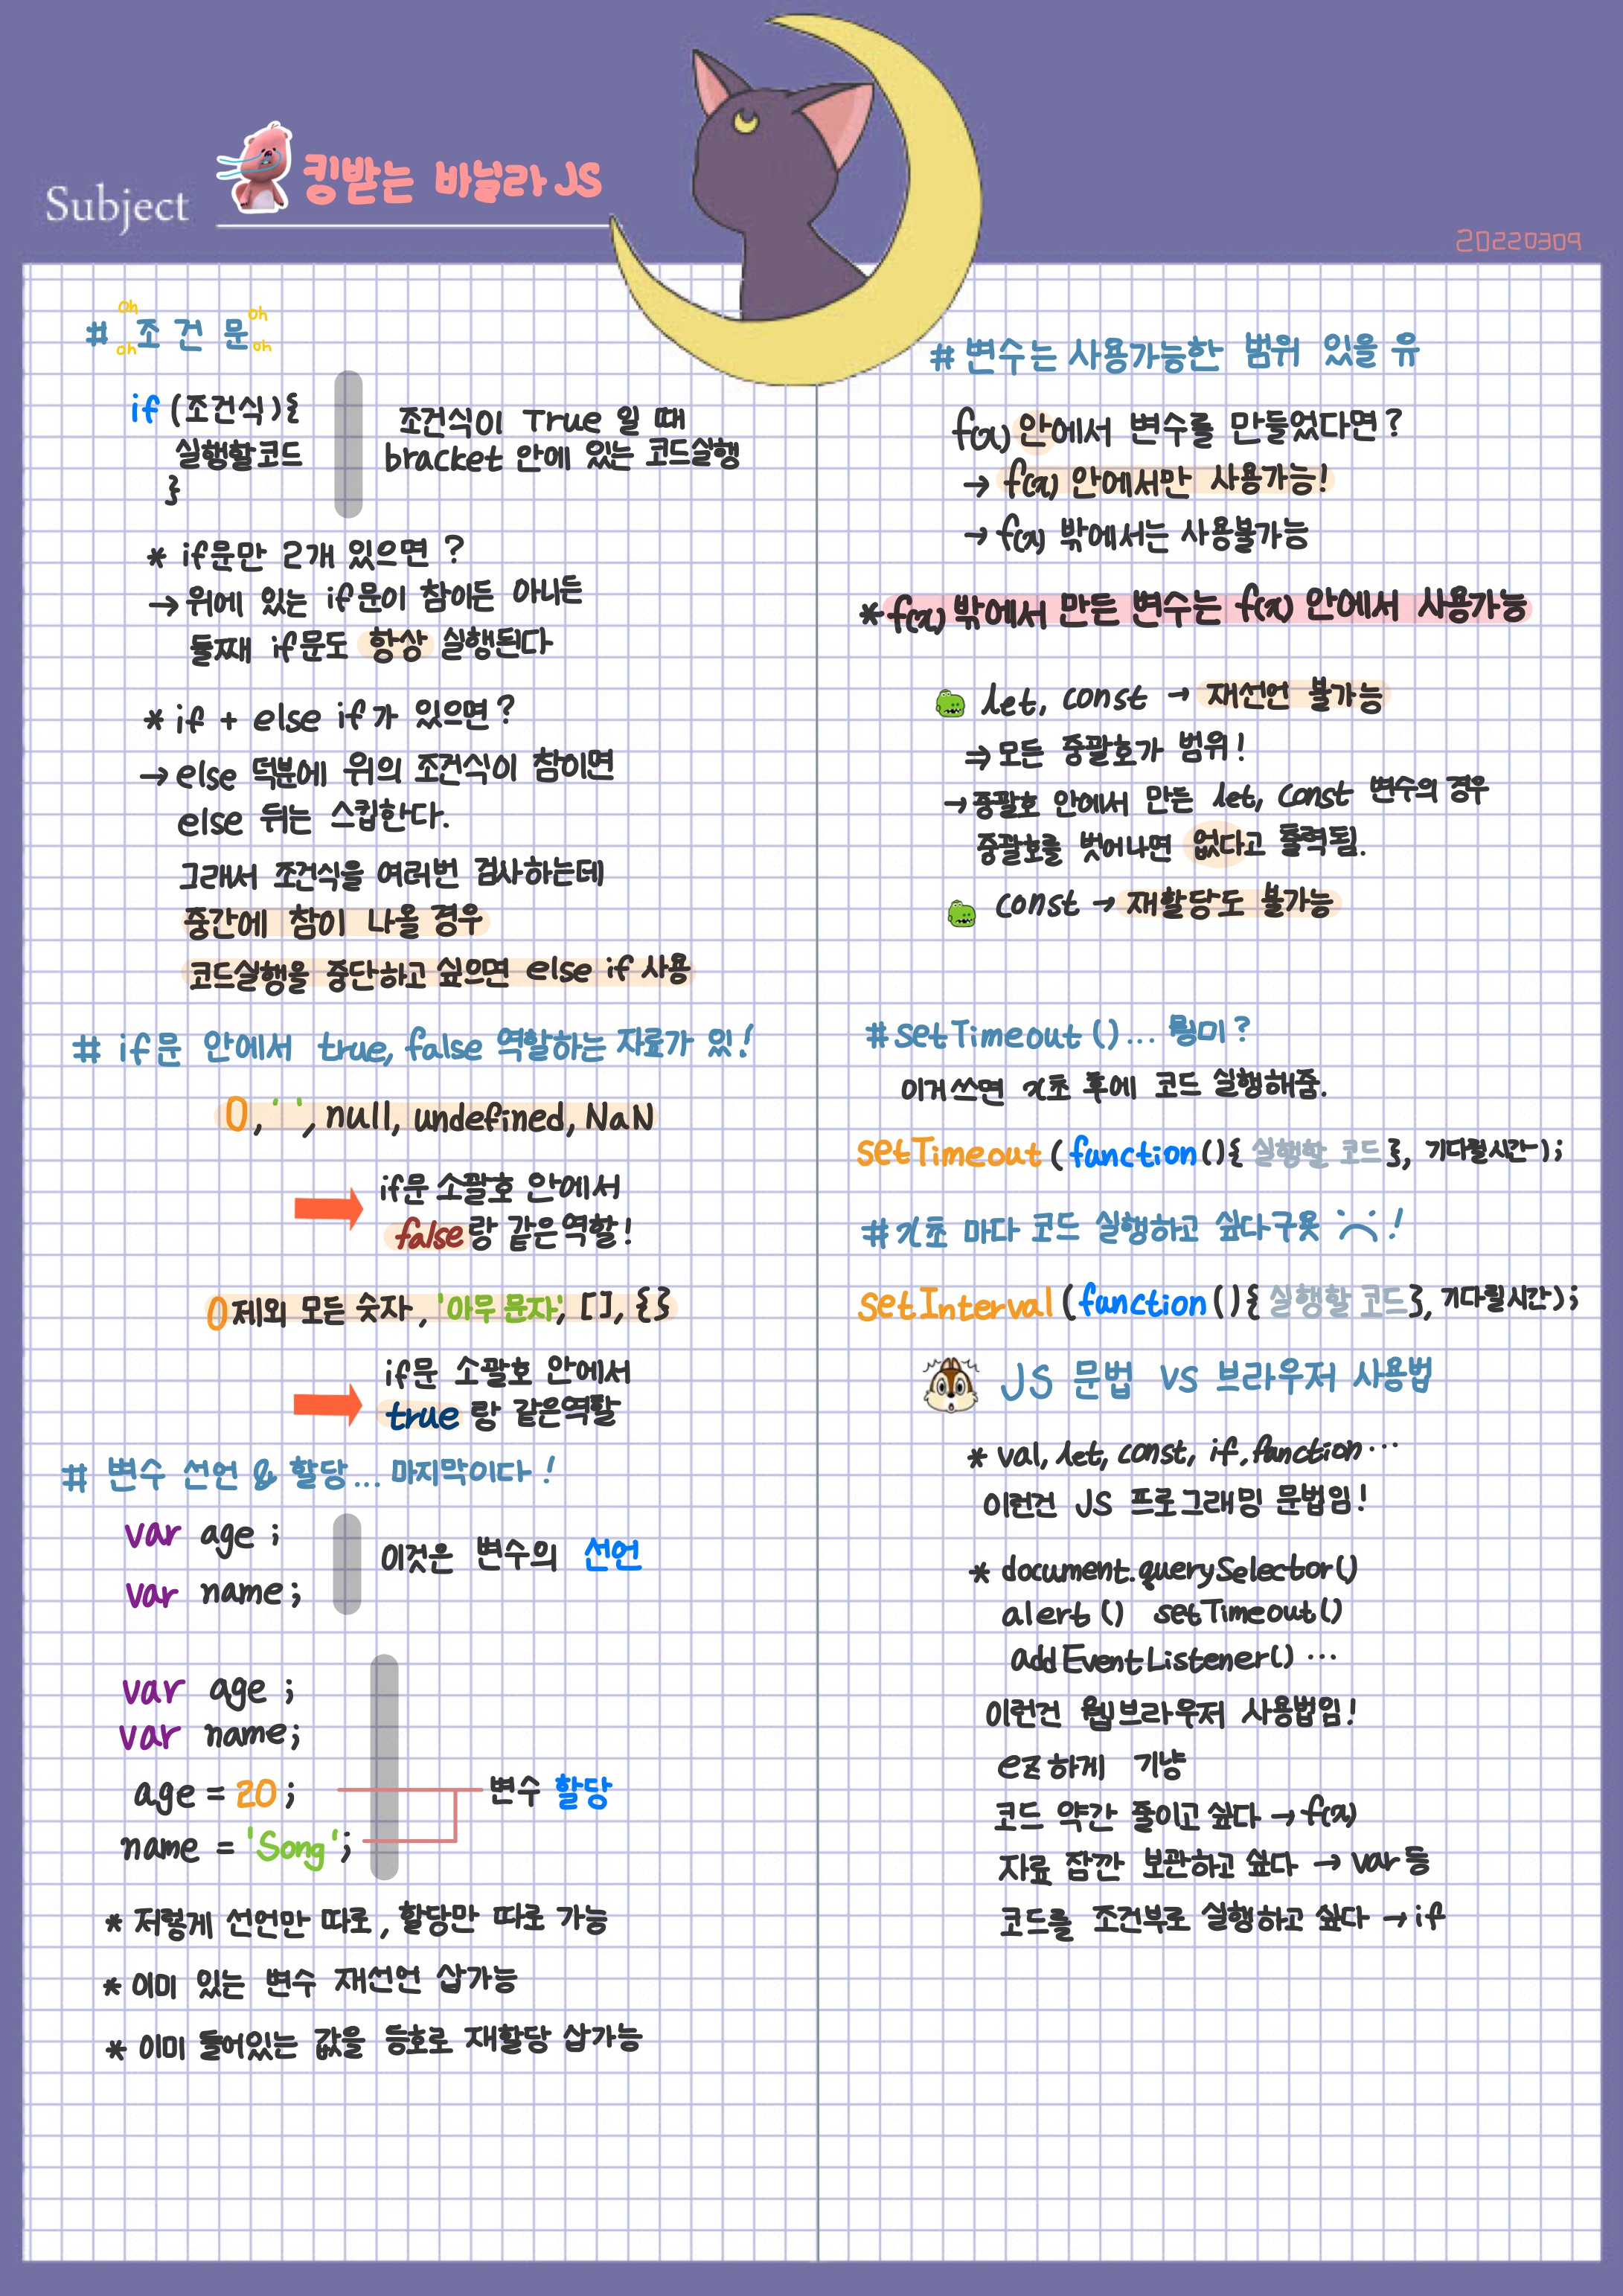 Subject
킹받는 바닐라 JS
20220309
# 조건문
oh
oh
oh
oh
if (조건식){
실행할코드
}
조건식이 True 일 때
bracket 안에 있는 코드실행
* if문만 2개 있으면?
→ 위에 있는 if문이 참이든 아니든
둘째 if문도 항상 실행된다
* if + else if가 있으면?
→ else 덕분에 위의 조건식이 참이면
else 뒤는 스킵한다.
그래서 조건식을 여러번 검사하는데
중간에 참이 나올 경우
코드실행을 중단하고 싶으면 else if 사용
# if문 안에서 true, false 역할하는 자료가 있!
0, ' ', null, undefined, NaN
if문 소괄호 안에서
false랑 같은역할!
0제외 모든 숫자, '아무 문자', [], {}
if문 소괄호 안에서
true랑 같은역할
# 변수 선언 & 할당... 마지막이다!
var age ;
var name;
이것은 변수의 선언
var age ;
var name;
age = 20 ;
name = 'Song';
변수 할당
* 저렇게 선언만 따로, 할당만 따로 가능
* 이미 있는 변수 재선언 쌉가능
* 이미 들어있는 값을 등호로 재할당 쌉가능
# 변수는 사용가능한 범위 있을 유
f(x) 안에서 변수를 만들었다면?
→ f(x) 안에서만 사용가능!
→ f(x) 밖에서는 사용불가능
* f(x) 밖에서 만든 변수는 f(x) 안에서 사용가능
let, const → 재선언 불가능
⇒ 모든 중괄호가 범위!
→ 중괄호 안에서 만든 let, const 변수의 경우
중괄호를 벗어나면 없다고 출력됨.
const → 재할당도 불가능
# setTimeout()... 뭥미?
이거쓰면 x초 후에 코드 실행해줌.
setTimeout(function(){ 실행할 코드 }, 기다릴시간);
# x초 마다 코드 실행하고 싶다구욧 !
setInterval(function(){ 실행할 코드 }, 기다릴시간);
JS 문법 VS 브라우저 사용법
* val, let, const, if, function...
이런건 JS 프로그래밍 문법임!
* document.querySelector()
alert() setTimeout()
addEventListener() ...
이런건 웹브라우저 사용법임!
ez하게 기냥
코드 약간 줄이고 싶다 → f(x)
자료 잠깐 보관하고 싶다 → var 등
코드를 조건부로 실행하고 싶다 → if